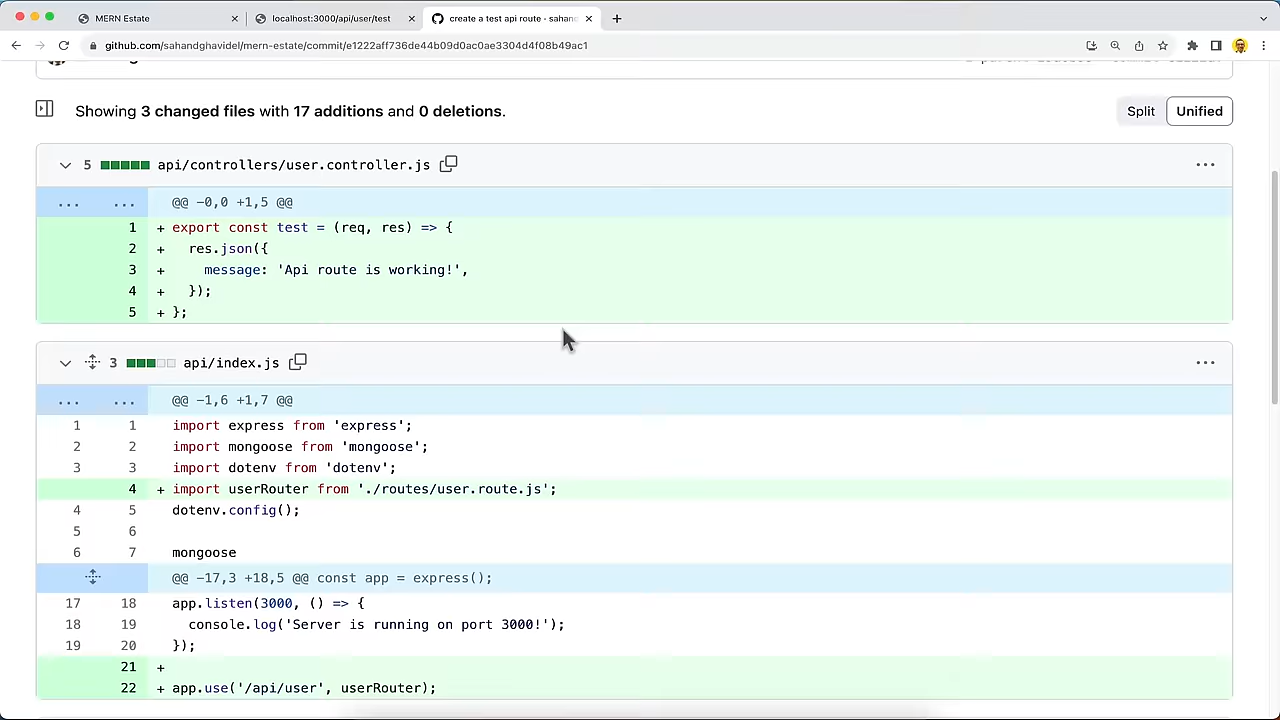 MERN Estate
localhost:3000/api/user/test
create a test api route · sahan
github.com/sahandghavidel/mern-estate/commit/e1222aff736de44b09d0ac0ae3304d4f08b49ac1
Showing 3 changed files with 17 additions and 0 deletions.
Split Unified
5 api/controllers/user.controller.js
... ... @@ -0,0 +1,5 @@
1 + export const test = (req, res) => {
2 + res.json({
3 + message: 'Api route is working!',
4 + });
5 + };
3 api/index.js
... ... @@ -1,6 +1,7 @@
1 1 import express from 'express';
2 2 import mongoose from 'mongoose';
3 3 import dotenv from 'dotenv';
4 + import userRouter from './routes/user.route.js';
4 5 dotenv.config();
5 6
6 7 mongoose
@@ -17,3 +18,5 @@ const app = express();
17 18 app.listen(3000, () => {
18 19 console.log('Server is running on port 3000!');
19 20 });
21 +
22 + app.use('/api/user', userRouter);